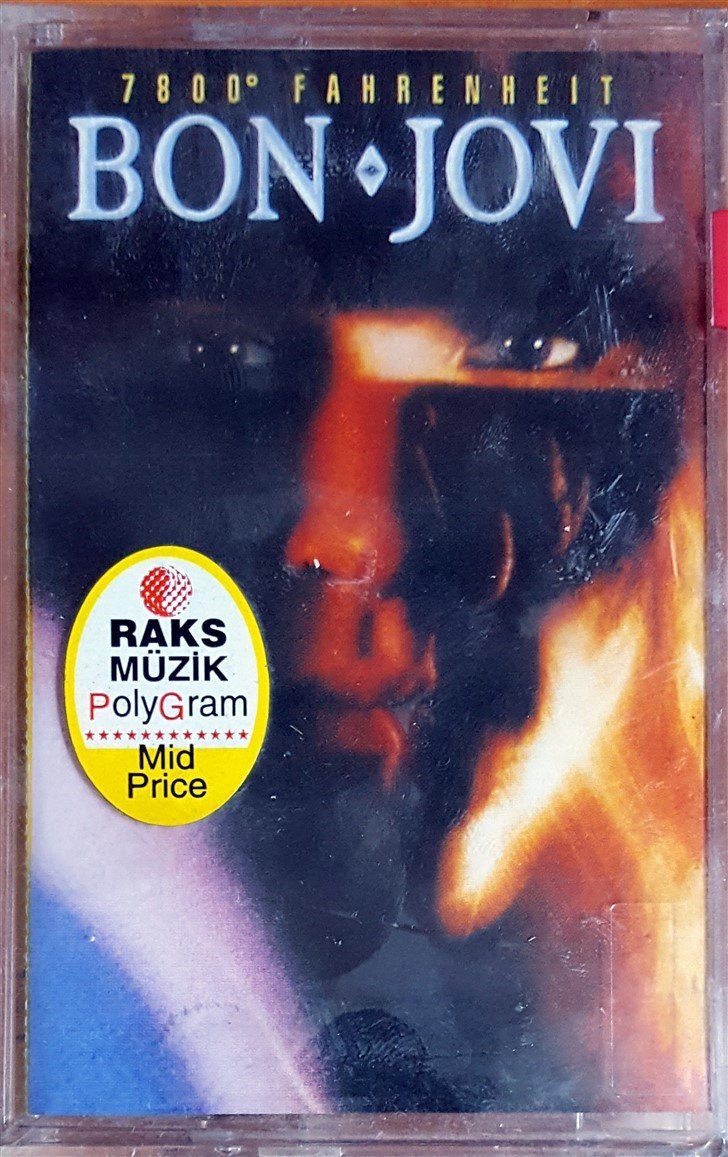 7800° FAHRENHEIT
BON JOVI
RAKS
MÜZİK
PolyGram
Mid
Price